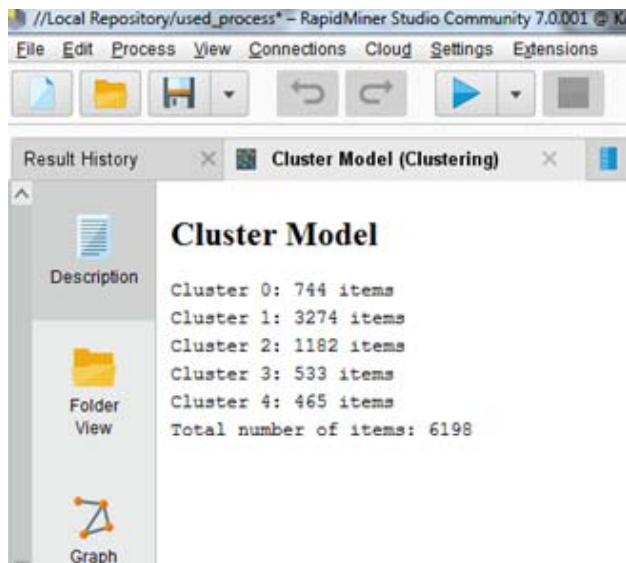 //Local Repository/used_process* – RapidMiner Studio Community 7.0.001 @
File Edit Process View Connections Cloud Settings Extensions
Result History Cluster Model (Clustering)
Cluster Model
Description
Cluster 0: 744 items
Cluster 1: 3274 items
Cluster 2: 1182 items
Cluster 3: 533 items
Cluster 4: 465 items
Total number of items: 6198
Folder
View
Graph